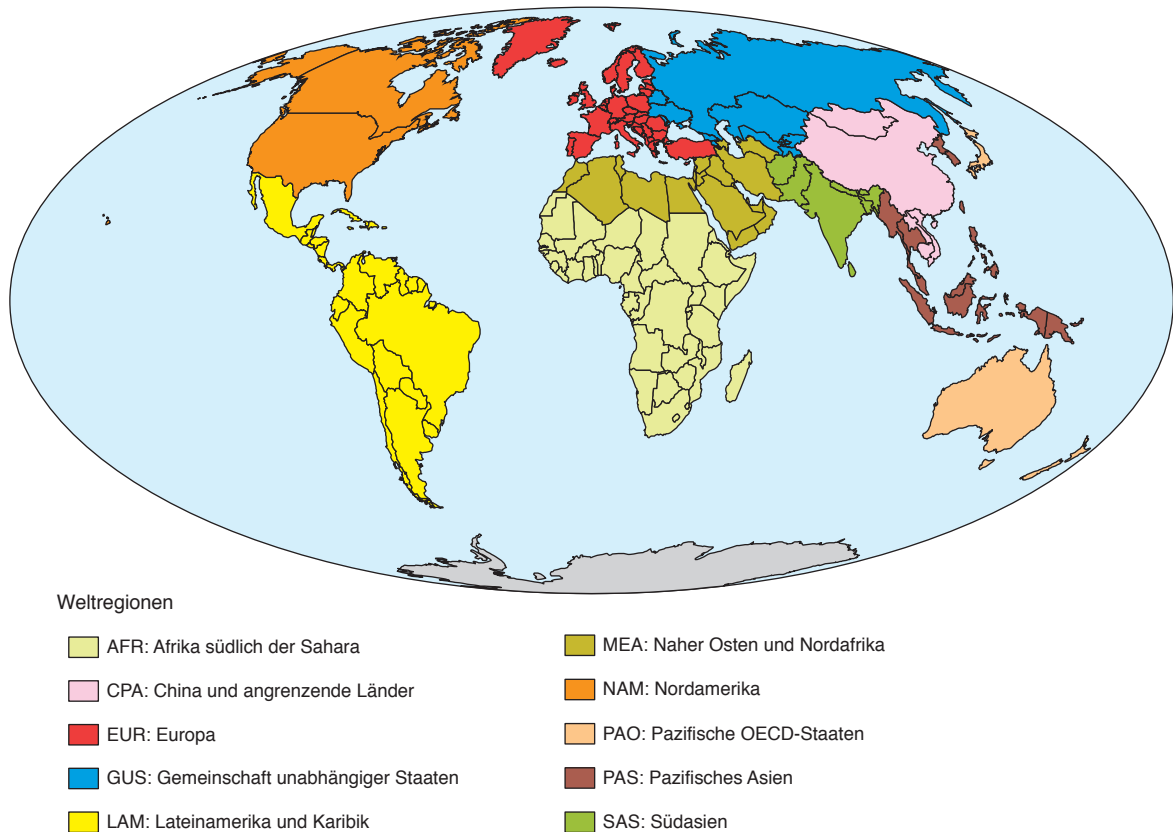 Weltregionen
AFR: Afrika südlich der Sahara
CPA: China und angrenzende Länder
EUR: Europa
GUS: Gemeinschaft unabhängiger Staaten
LAM: Lateinamerika und Karibik
MEA: Naher Osten und Nordafrika
NAM: Nordamerika
PAO: Pazifische OECD-Staaten
PAS: Pazifisches Asien
SAS: Südasien